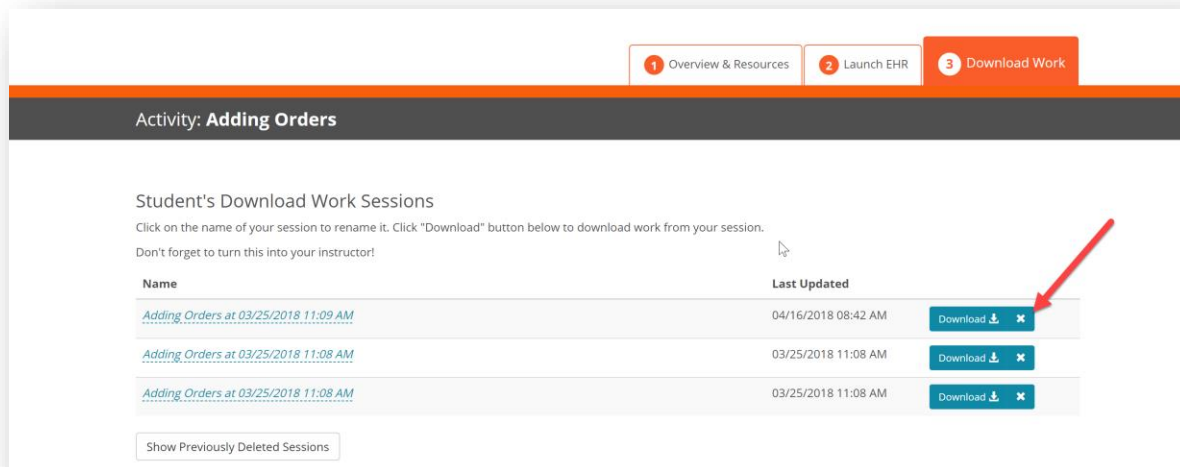 1 Overview & Resources 2 Launch EHR 3 Download Work
Activity: Adding Orders
Student's Download Work Sessions
Click on the name of your session to rename it. Click "Download" button below to download work from your session.
Don't forget to turn this into your instructor!
Name Last Updated
Adding Orders at 03/25/2018 11:09 AM 04/16/2018 08:42 AM Download
Adding Orders at 03/25/2018 11:08 AM 03/25/2018 11:08 AM Download
Adding Orders at 03/25/2018 11:08 AM 03/25/2018 11:08 AM Download
Show Previously Deleted Sessions